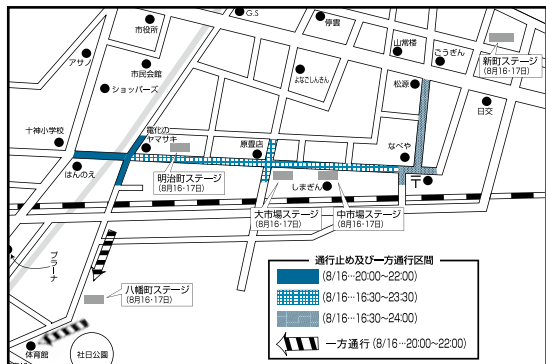 G.S
停雲
市役所
アサノ
市民会館
ショッパーズ
よなごしんきん
山常楼
ごうぎん
新町ステージ
(8月16・17日)
松源
日交
十神小学校
電化の
ヤマサキ
原畳店
なべや
はんのえ
明治町ステージ
(8月16・17日)
しまぎん
〒
大市場ステージ
(8月16・17日)
中市場ステージ
(8月16・17日)
プラーナ
八幡町ステージ
(8月16・17日)
体育館
社日公園
通行止め及び一方通行区間
(8/16…20:00～22:00)
(8/16…16:30～23:30)
(8/16…16:30～24:00)
一方通行 (8/16…20:00～22:00)